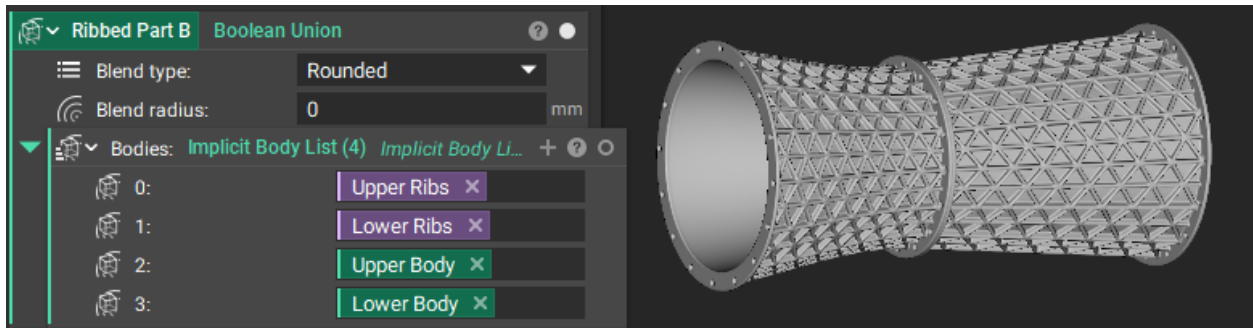 Ribbed Part B Boolean Union ?
Blend type: Rounded
Blend radius: 0 mm
Bodies: Implicit Body List (4) Implicit Body Li... + ?
0: Upper Ribs ×
1: Lower Ribs ×
2: Upper Body ×
3: Lower Body ×